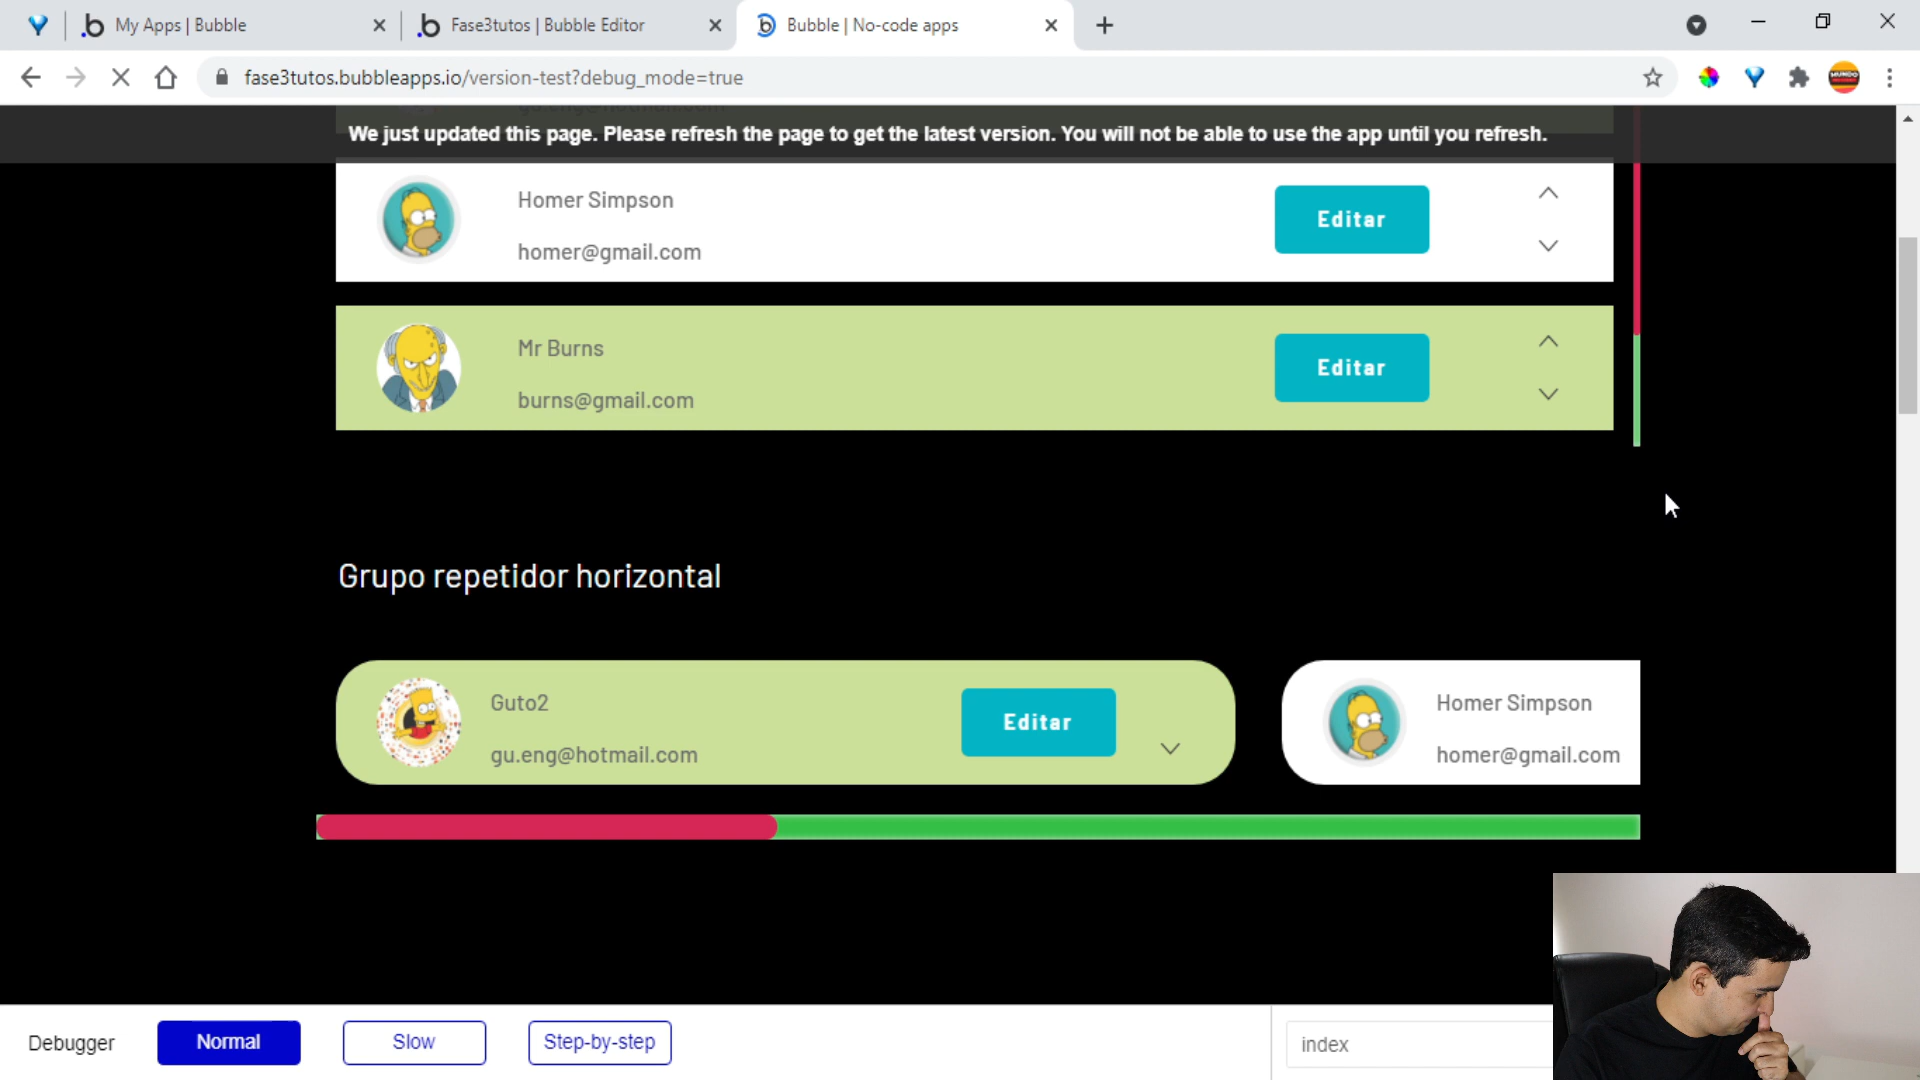 My Apps | Bubble
Fase3tutos | Bubble Editor
Bubble | No-code apps
fase3tutos.bubbleapps.io/version-test?debug_mode=true
We just updated this page. Please refresh the page to get the latest version. You will not be able to use the app until you refresh.
Homer Simpson
homer@gmail.com
Editar
Mr Burns
burns@gmail.com
Editar
Grupo repetidor horizontal
Guto2
gu.eng@hotmail.com
Editar
Homer Simpson
homer@gmail.com
Debugger
Normal
Slow
Step-by-step
index